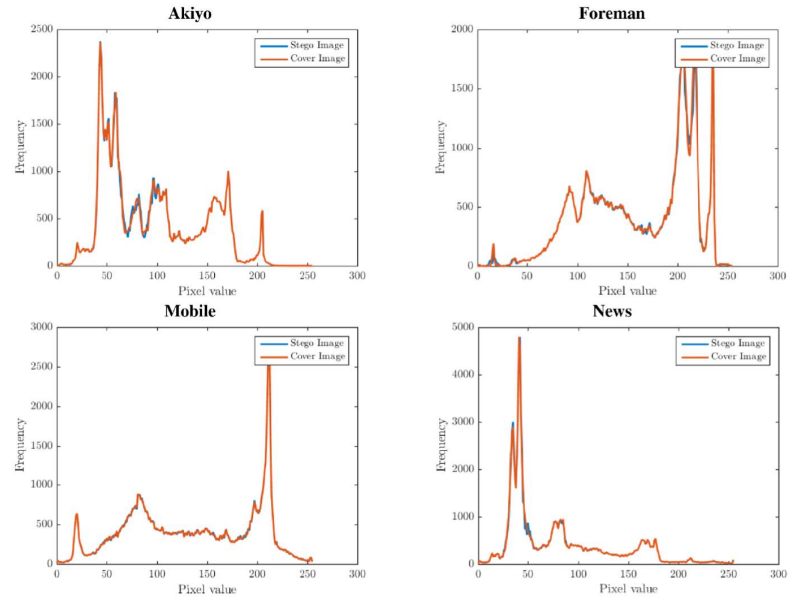 Akiyo
2500
2000
1500
1000
500
0
Frequency
0 50 100 150 200 250 300
Pixel value
Stego Image
Cover Image
Foreman
2000
1500
1000
500
0
Frequency
0 50 100 150 200 250 300
Pixel value
Stego Image
Cover Image
Mobile
3000
2500
2000
1500
1000
500
0
Frequency
0 50 100 150 200 250 300
Pixel value
Stego Image
Cover Image
News
5000
4000
3000
2000
1000
0
Frequency
0 50 100 150 200 250 300
Pixel value
Stego Image
Cover Image